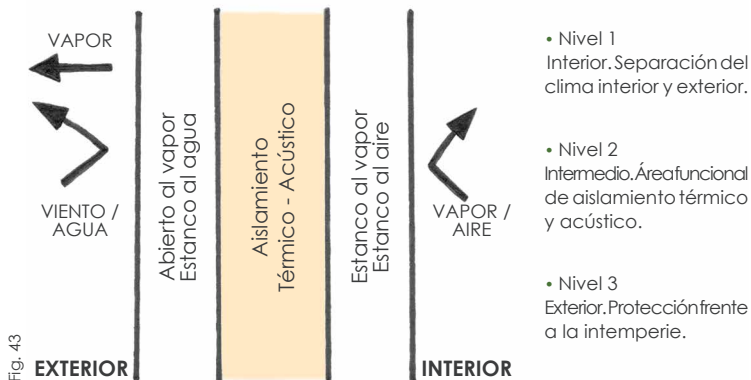 VAPOR
VIENTO /
AGUA
Abierto al vapor
Estanco al agua
Aislamiento
Térmico - Acústico
Estanco al vapor
Estanco al aire
VAPOR /
AIRE
EXTERIOR
INTERIOR
Fig. 43
• Nivel 1
Interior. Separación del
clima interior y exterior.
• Nivel 2
Intermedio. Área funcional
de aislamiento térmico
y acústico.
• Nivel 3
Exterior. Protección frente
a la intemperie.